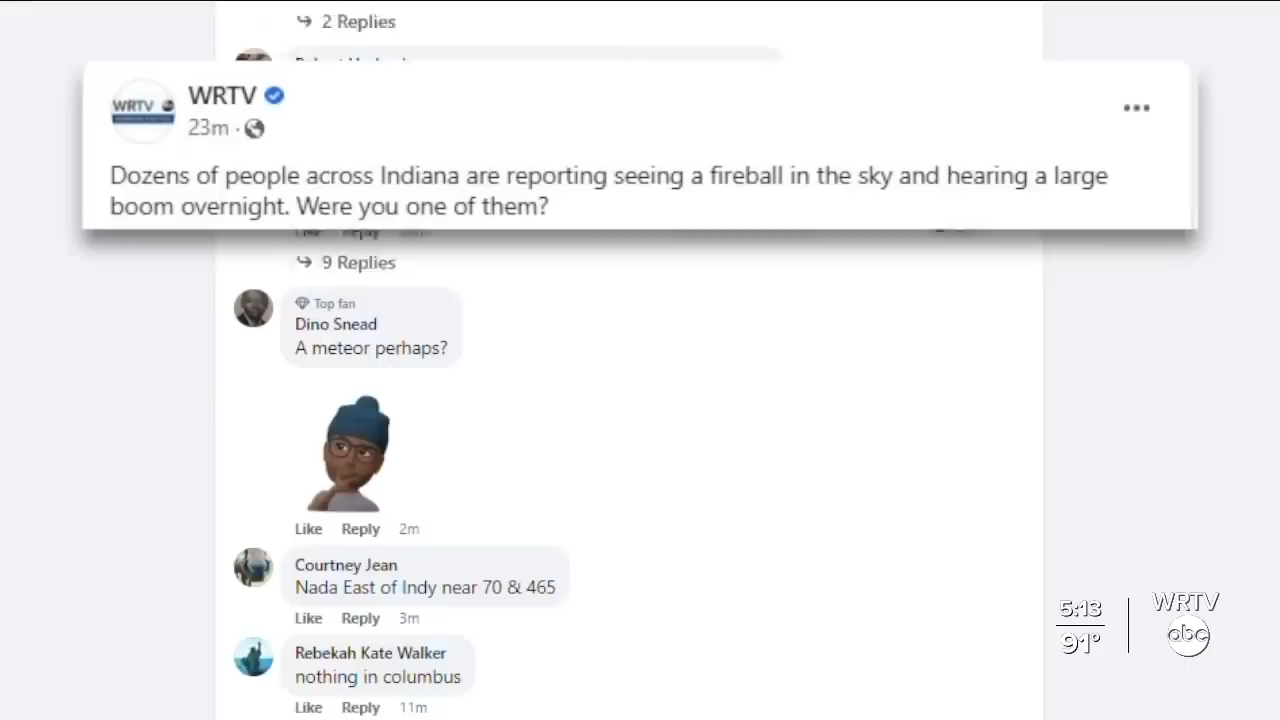 2 Replies
WRTV
WRTV
23m ·
Dozens of people across Indiana are reporting seeing a fireball in the sky and hearing a large
boom overnight. Were you one of them?
9 Replies
Top fan
Dino Snead
A meteor perhaps?
Like Reply 2m
Courtney Jean
Nada East of Indy near 70 & 465
Like Reply 3m
Rebekah Kate Walker
nothing in columbus
Like Reply 11m
5:13
91°
WRTV
abc